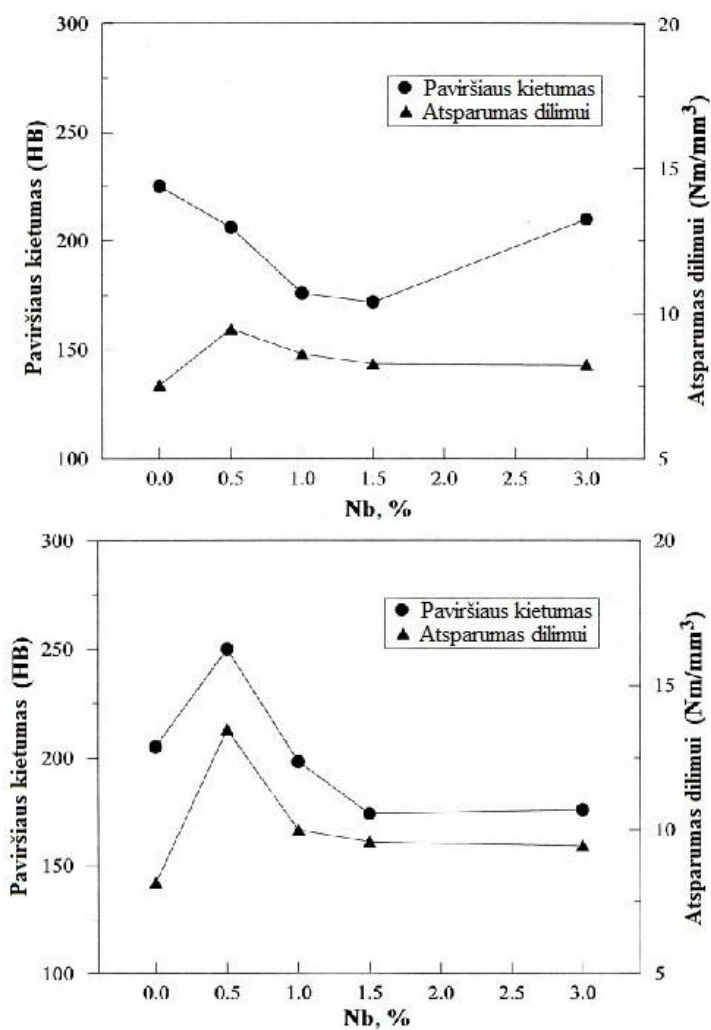 300
250
200
150
100
Paviršiaus kietumas (HB)
Paviršiaus kietumas
Atsparumas dilimui
20
15
10
5
Atsparumas dilimui (Nm/mm³)
0.0 0.5 1.0 1.5 2.0 2.5 3.0
Nb, %
300
250
200
150
100
Paviršiaus kietumas (HB)
Paviršiaus kietumas
Atsparumas dilimui
20
15
10
5
Atsparumas dilimui (Nm/mm³)
0.0 0.5 1.0 1.5 2.0 2.5 3.0
Nb, %